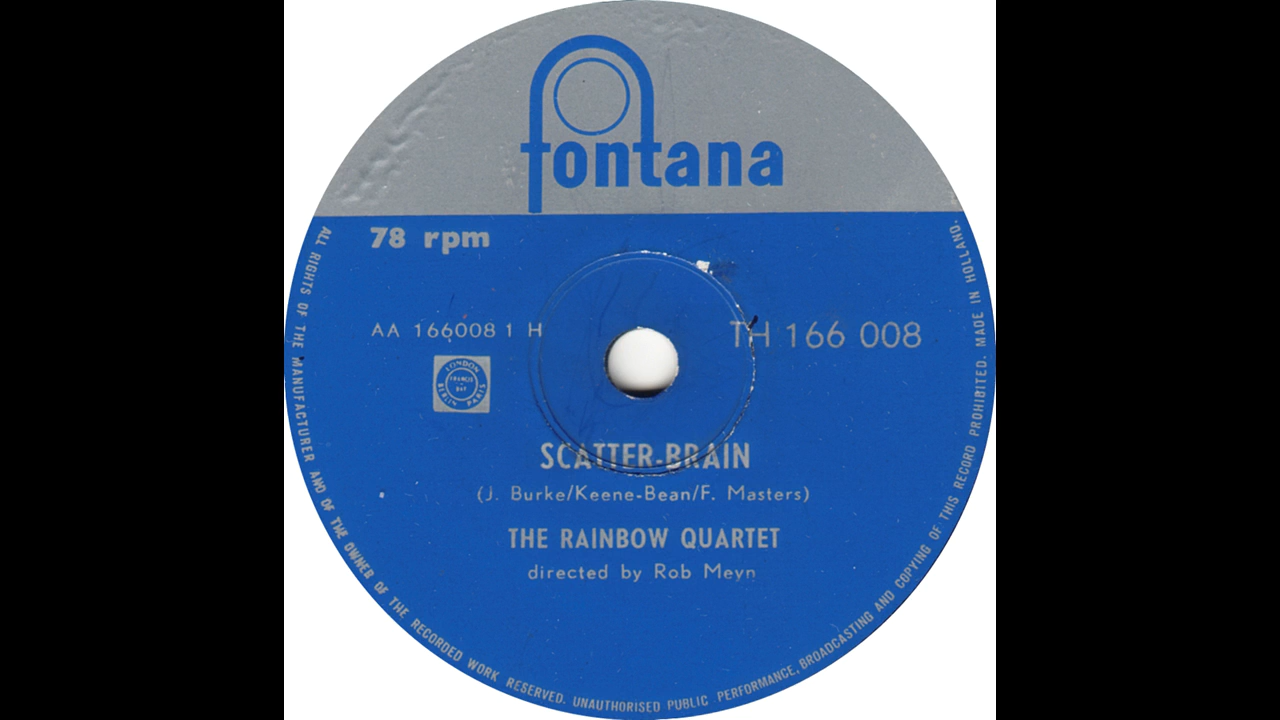 fontana
78 rpm
AA 166008 1 H
TH 166 008
LONDON
FRANCIS
DAY
BERLIN PARIS
SCATTER-BRAIN
(J. Burke/Keene-Bean/F. Masters)
THE RAINBOW QUARTET
directed by Rob Meyn
ALL RIGHTS OF THE MANUFACTURER AND OF THE OWNER OF THE RECORDED WORK RESERVED. UNAUTHORISED PUBLIC PERFORMANCE, BROADCASTING AND COPYING OF THIS RECORD PROHIBITED. MADE IN HOLLAND.